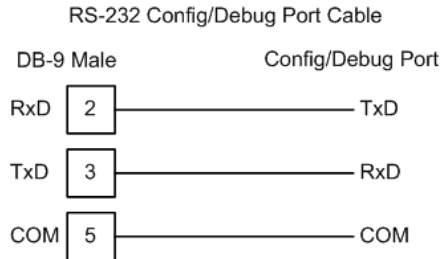 RS-232 Config/Debug Port Cable
DB-9 Male Config/Debug Port
RxD 2 TxD
TxD 3 RxD
COM 5 COM